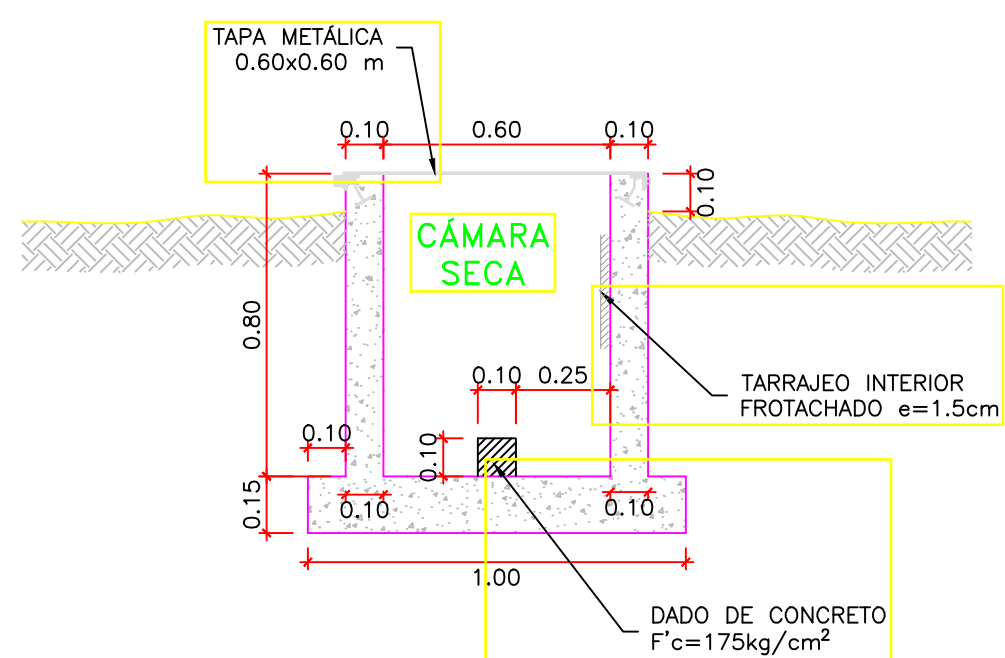 TAPA METÁLICA
0.60x0.60 m
0.10
0.60
0.10
0.10
CÁMARA
SECA
0.80
0.10
0.25
TARRAJEO INTERIOR
FROTACHADO e=1.5cm
0.10
0.10
0.15
0.10
0.10
1.00
DADO DE CONCRETO
F'c=175kg/cm²